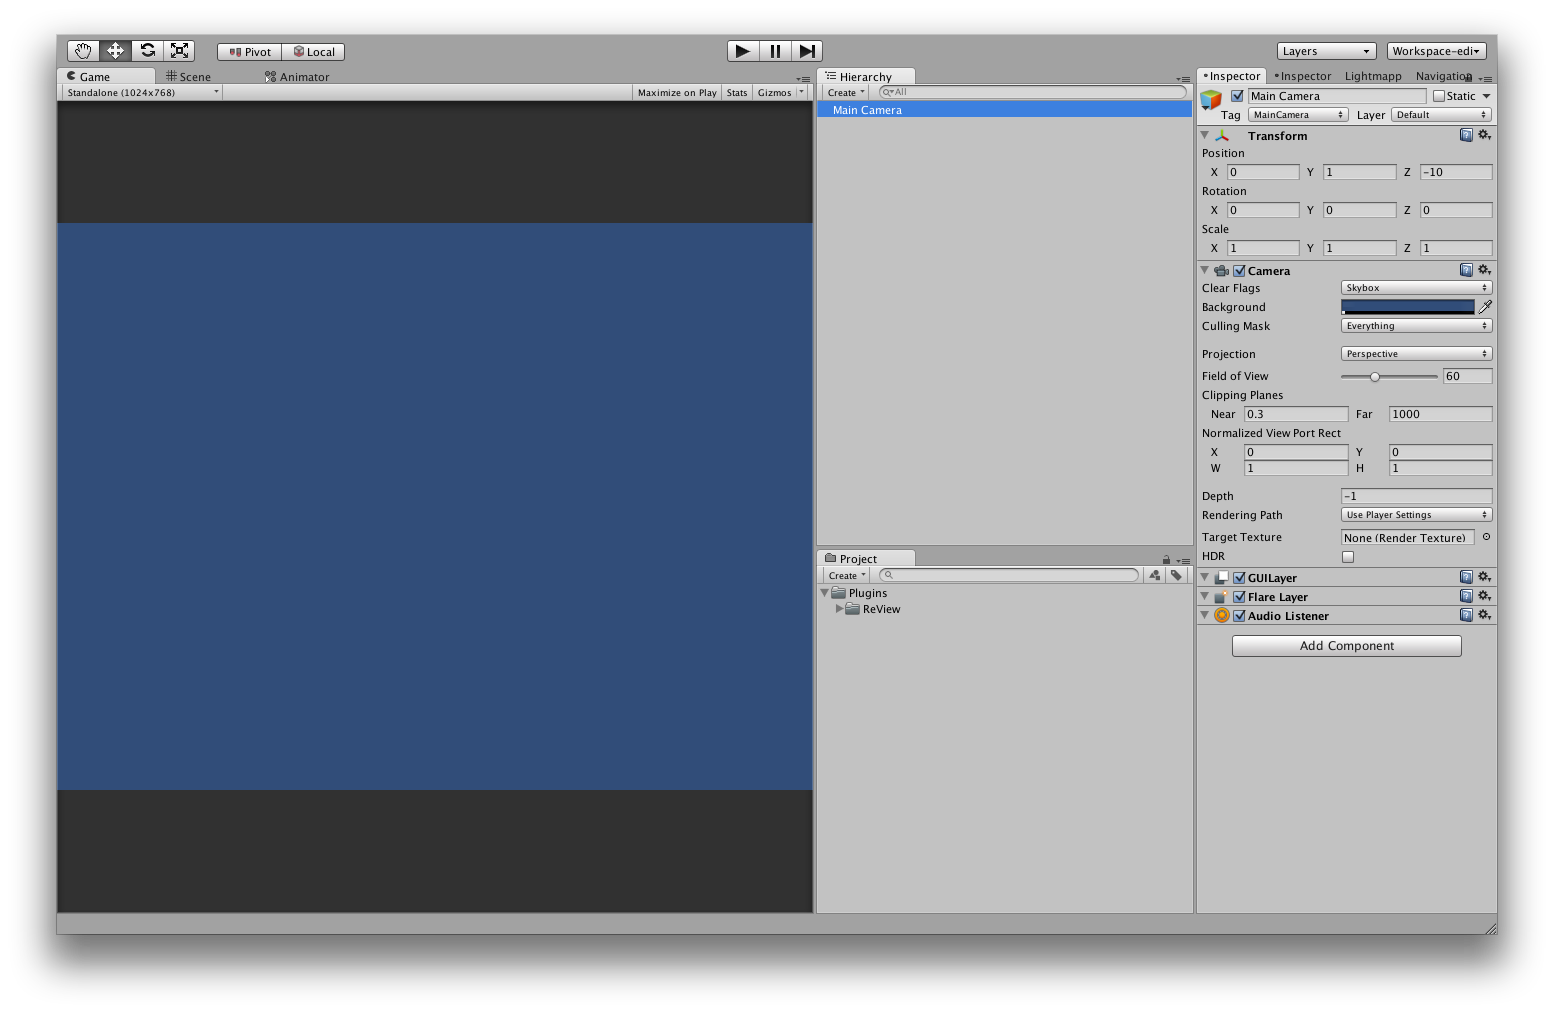 Pivot Local
Layers Workspace-edi
Game Scene Animator
Standalone (1024x768) Maximize on Play Stats Gizmos
Hierarchy
Create All
Main Camera
Project
Create
Plugins
ReView
Inspector Inspector Lightmapp Navigation
Main Camera Static
Tag MainCamera Layer Default
Transform
Position
X 0 Y 1 Z -10
Rotation
X 0 Y 0 Z 0
Scale
X 1 Y 1 Z 1
Camera
Clear Flags Skybox
Background
Culling Mask Everything
Projection Perspective
Field of View 60
Clipping Planes
Near 0.3 Far 1000
Normalized View Port Rect
X 0 Y 0
W 1 H 1
Depth -1
Rendering Path Use Player Settings
Target Texture None (Render Texture)
HDR
GUILayer
Flare Layer
Audio Listener
Add Component